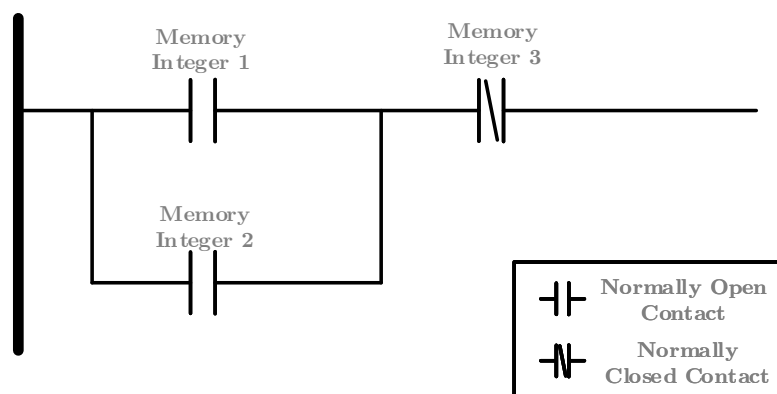 Memory
Integer 1
Memory
Integer 3
Memory
Integer 2
Normally Open
Contact
Normally
Closed Contact